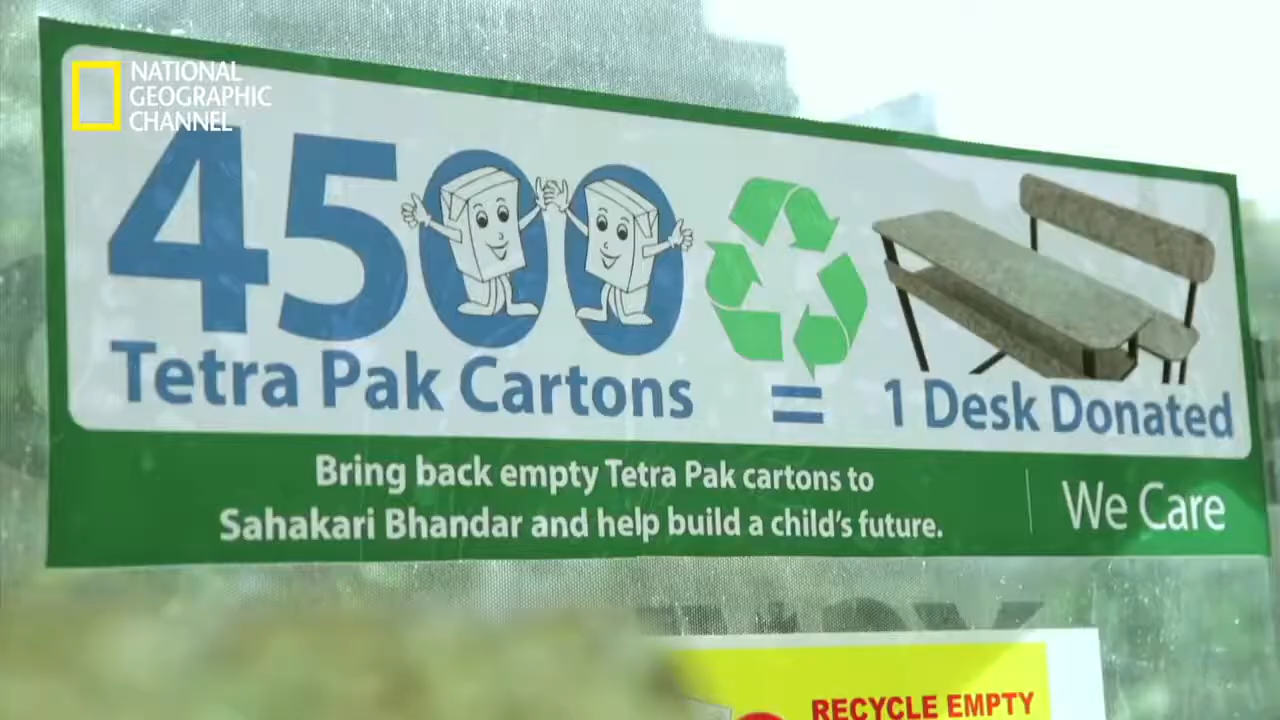 NATIONAL
GEOGRAPHIC
CHANNEL
4500
Tetra Pak Cartons = 1 Desk Donated
Bring back empty Tetra Pak cartons to
Sahakari Bhandar and help build a child's future.
We Care
RECYCLE EMPTY